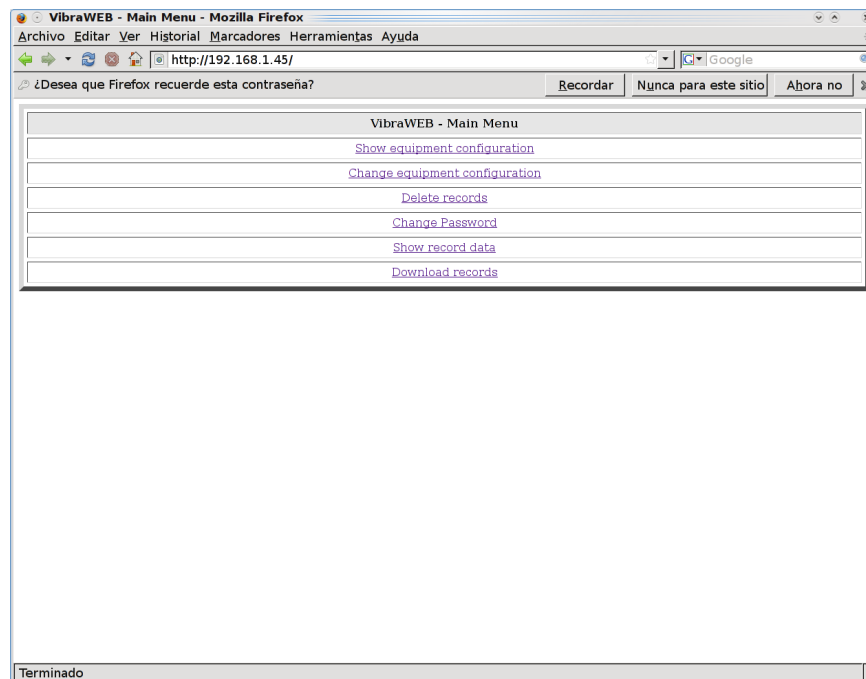 VibraWEB - Main Menu - Mozilla Firefox
Archivo Editar Ver Historial Marcadores Herramientas Ayuda
http://192.168.1.45/ G Google
¿Desea que Firefox recuerde esta contraseña? Recordar Nunca para este sitio Ahora no
VibraWEB - Main Menu
Show equipment configuration
Change equipment configuration
Delete records
Change Password
Show record data
Download records
Terminado